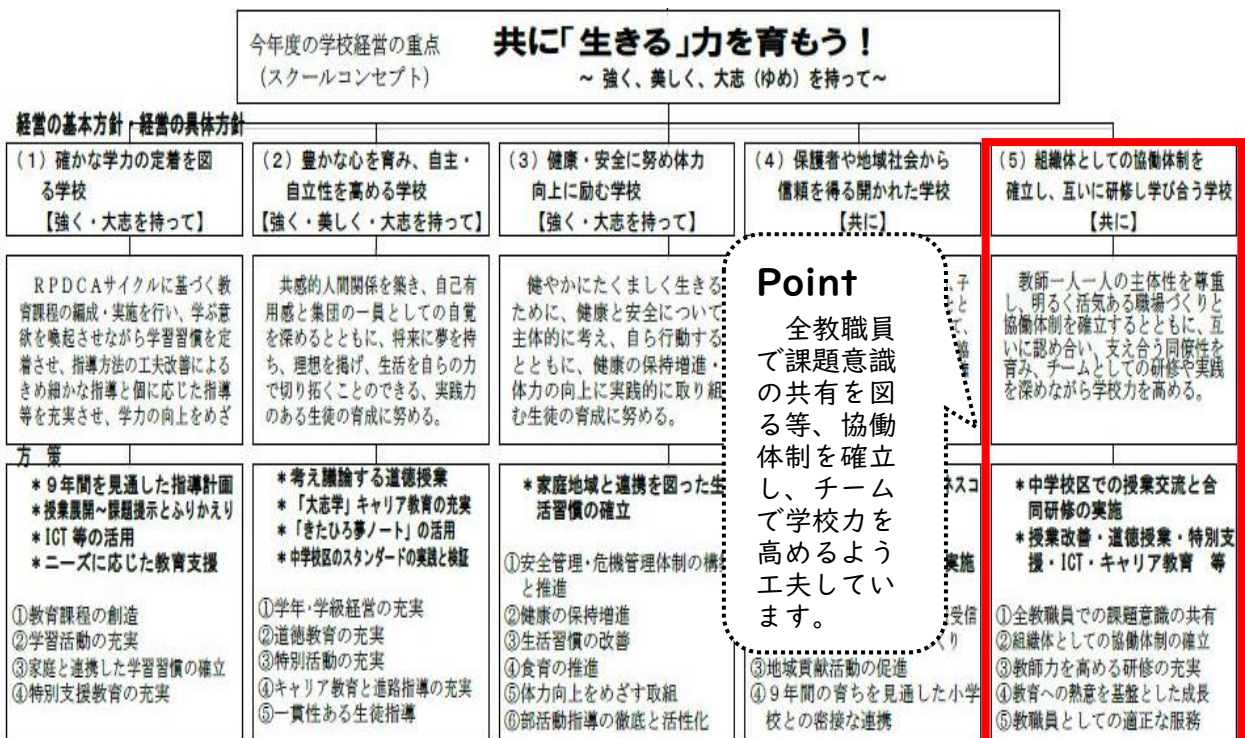 今年度の学校経営の重点
(スクールコンセプト)
共に「生きる」力を育もう！
～ 強く、美しく、大志（ゆめ）を持って～
経営の基本方針・経営の具体方針
（1）確かな学力の定着を図
る学校
【強く・大志を持って】
ＲＰＤＣＡサイクルに基づく教
育課程の編成・実施を行い、学ぶ意
欲を喚起させながら学習習慣を定
着させ、指導方法の工夫改善による
きめ細かな指導と個に応じた指導
等を充実させ、学力の向上をめざ
方 策
＊９年間を見通した指導計画
＊授業展開～課題提示とふりかえり
＊ICT 等の活用
＊ニーズに応じた教育支援
①教育課程の創造
②学習活動の充実
③家庭と連携した学習習慣の確立
④特別支援教育の充実
（2）豊かな心を育み、自主・
自立性を高める学校
【強く・美しく・大志を持って】
共感的人間関係を築き、自己有
用感と集団の一員としての自覚
を深めるとともに、将来に夢を持
ち、理想を掲げ、生活を自らの力
で切り拓くことのできる、実践力
のある生徒の育成に努める。
＊考え議論する道徳授業
＊「大志学」キャリア教育の充実
＊「きたひろ夢ノート」の活用
＊中学校区のスタンダードの実践と検証
①学年・学級経営の充実
②道徳教育の充実
③特別活動の充実
④キャリア教育と進路指導の充実
⑤一貫性ある生徒指導
（3）健康・安全に努め体力
向上に励む学校
【強く・大志を持って】
健やかにたくましく生きる
ために、健康と安全について
主体的に考え、自ら行動する
とともに、健康の保持増進・
体力の向上に実践的に取り組
む生徒の育成に努める。
＊家庭地域と連携を図った生
活習慣の確立
①安全管理・危機管理体制の構築
と推進
②健康の保持増進
③生活習慣の改善
④食育の推進
⑤体力向上をめざす取組
⑥部活動指導の徹底と活性化
（4）保護者や地域社会から
信頼を得る開かれた学校
【共に】
Point
全教職員
で課題意識
の共有を図
る等、協働
体制を確立
し、チーム
で学校力を
高めるよう
工夫してい
ます。
子
と
て、
協
スコ
実施
受信
くり
③地域貢献活動の促進
④９年間の育ちを見通した小学
校との密接な連携
（5）組織体としての協働体制を
確立し、互いに研修し学び合う学校
【共に】
教師一人一人の主体性を尊重
し、明るく活気ある職場づくりと
協働体制を確立するとともに、互
いに認め合い、支え合う同僚性を
育み、チームとしての研修や実践
を深めながら学校力を高める。
＊中学校区での授業交流と合
同研修の実施
＊授業改善・道徳授業・特別支
援・ICT・キャリア教育 等
①全教職員での課題意識の共有
②組織体としての協働体制の確立
③教師力を高める研修の充実
④教育への熱意を基盤とした成長
⑤教職員としての適正な服務